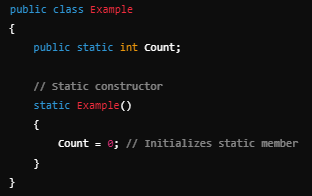 public class Example
{
    public static int Count;

    // Static constructor
    static Example()
    {
        Count = 0; // Initializes static member
    }
}